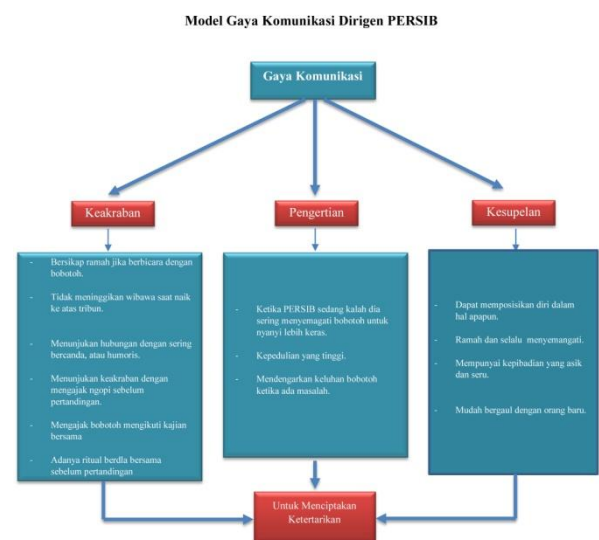 Model Gaya Komunikasi Dirigen PERSIB
Gaya Komunikasi
Keakraban
Pengertian
Kesupelan
- Bersikap ramah jika berbicara dengan
bobotoh.
- Tidak meninggikan wibawa saat naik
ke atas tribun.
- Menunjukan hubungan dengan sering
bercanda, atau humoris.
- Menunjukan keakraban dengan
mengajak ngopi sebelum
pertandingan.
- Mengajak bobotoh mengikuti kajian
bersama
- Adanya ritual berdla bersama
sebelum pertandingan
- Ketika PERSIB sedang kalah dia
sering menyemagati bobotoh untuk
nyanyi lebih keras.
- Kepedulian yang tinggi.
- Mendengarkan keluhan bobotoh
ketika ada masalah.
- Dapat memposisikan diri dalam
hal apapun.
- Ramah dan selalu menyemangati.
- Mempunyai kepibadian yang asik
dan seru.
- Mudah bergaul dengan orang baru.
Untuk Menciptakan
Ketertarikan